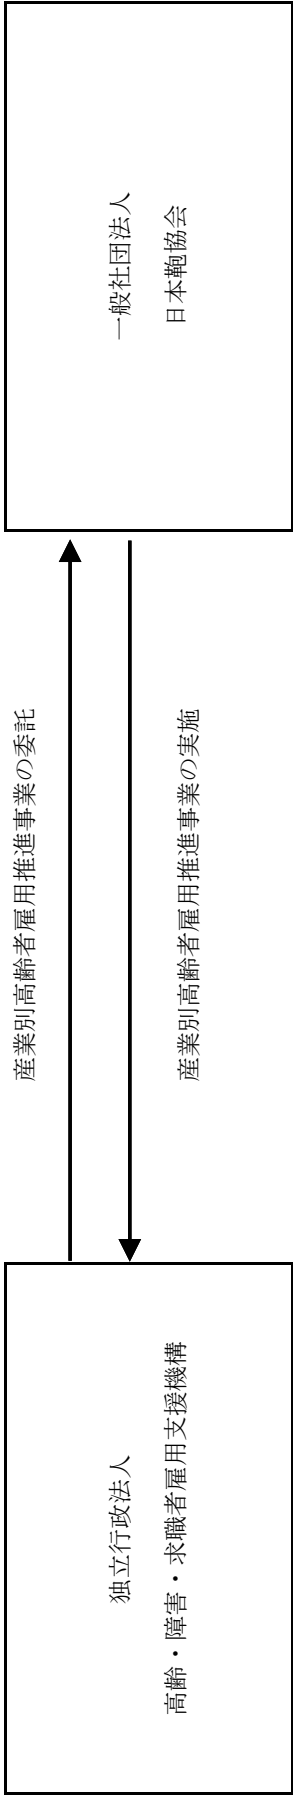 独立行政法人
高齢・障害・求職者雇用支援機構
産業別高齢者雇用推進事業の委託
産業別高齢者雇用推進事業の実施
一般社団法人
日本鞄協会